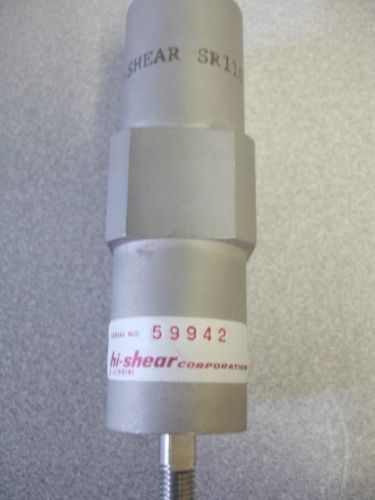 -SHEAR SR11
SERIAL NO. 59942
hi-shear CORPORATION